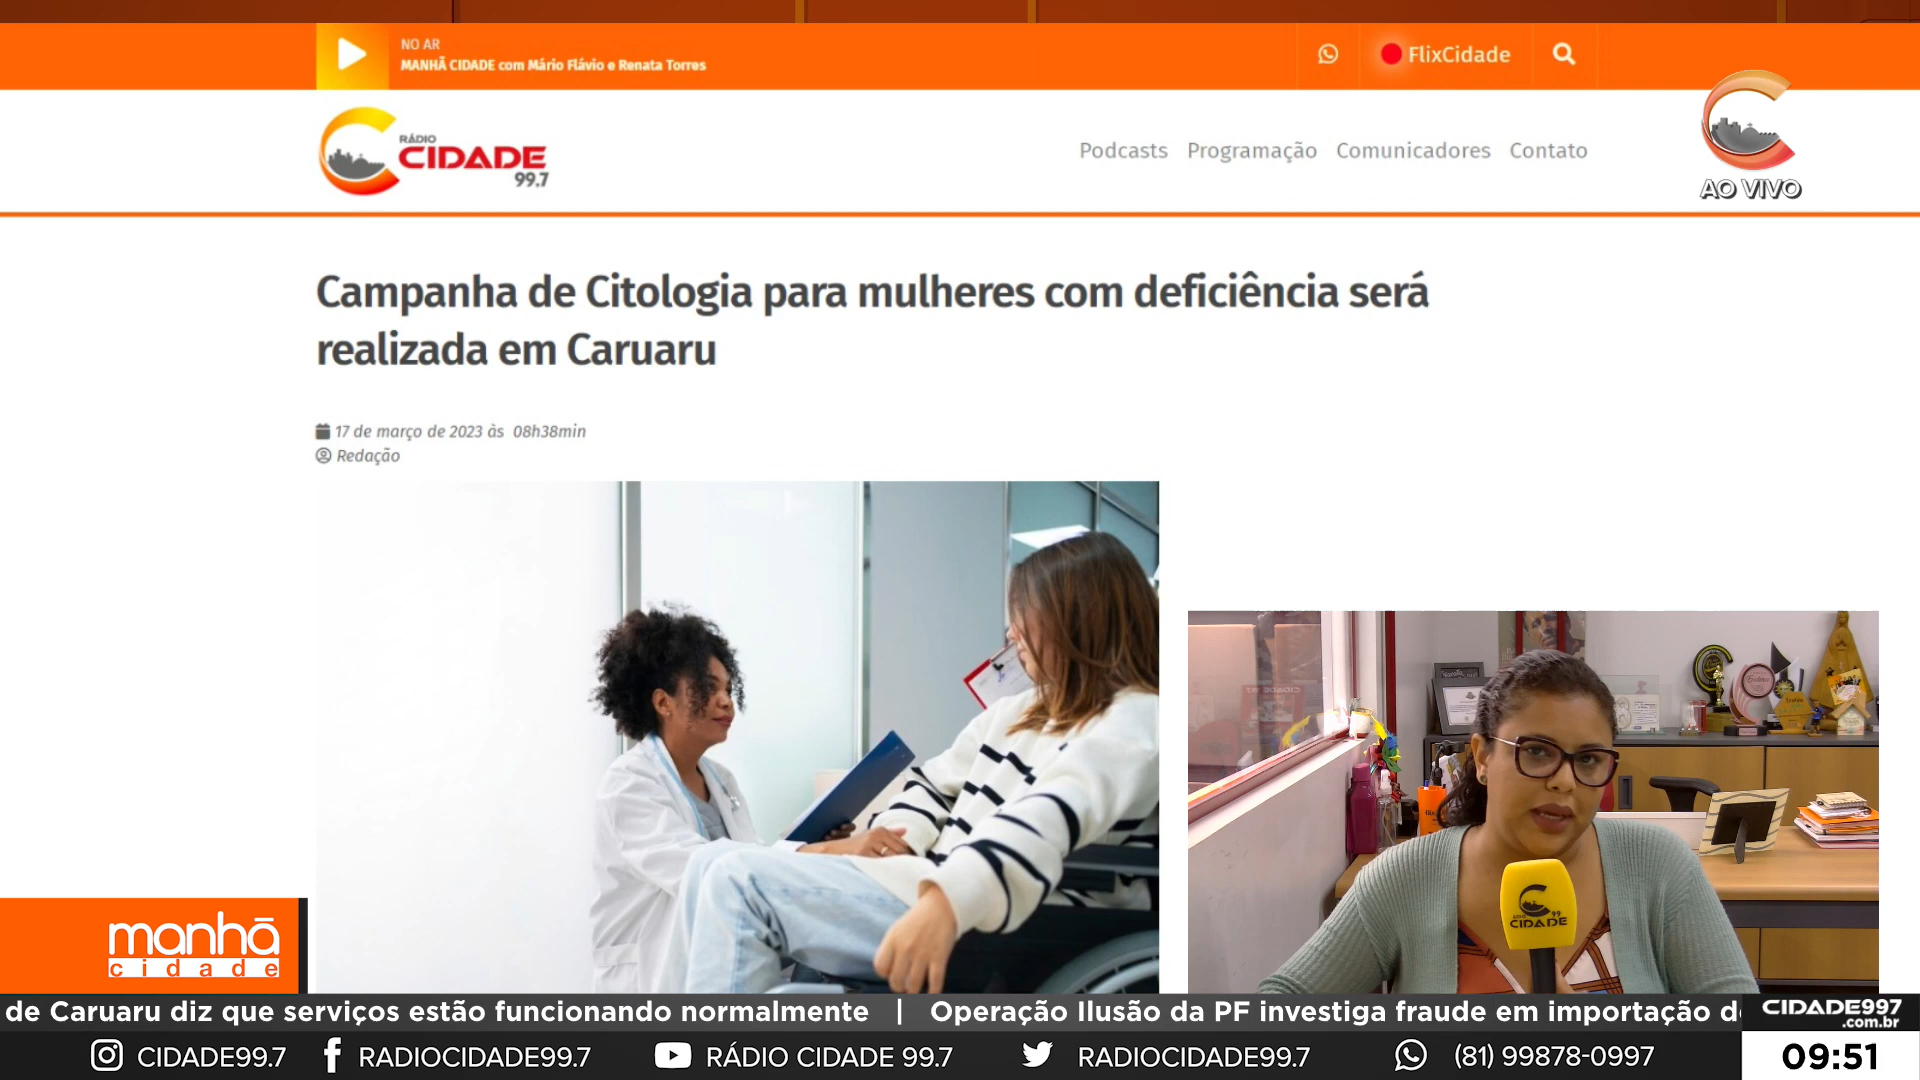 NO AR
MANHÃ CIDADE com Mário Flávio e Renata Torres
FlixCidade
RÁDIO
CIDADE
99.7
Podcasts Programação Comunicadores Contato
AO VIVO
Campanha de Citologia para mulheres com deficiência será
realizada em Caruaru
17 de março de 2023 às 08h38min
Redação
RÁDIO 99
CIDADE
manhã
cidade
de Caruaru diz que serviços estão funcionando normalmente | Operação Ilusão da PF investiga fraude em importação
CIDADE997
.com.br
CIDADE99.7 RADIOCIDADE99.7 RÁDIO CIDADE 99.7 RADIOCIDADE99.7 (81) 99878-0997
09:51